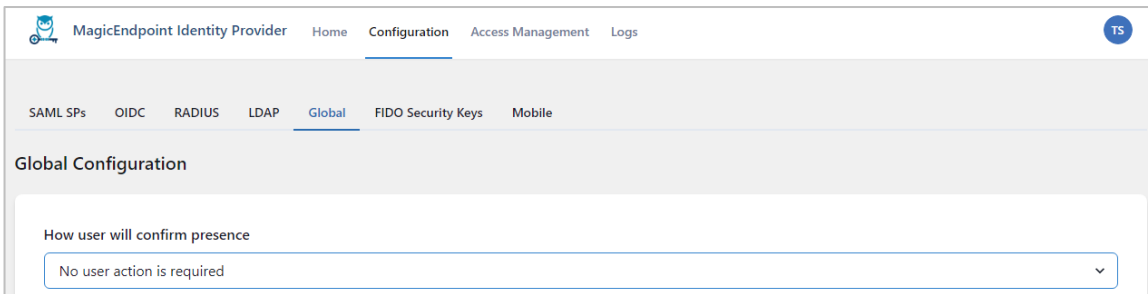 MagicEndpoint Identity Provider Home Configuration Access Management Logs TS
SAML SPs OIDC RADIUS LDAP Global FIDO Security Keys Mobile
Global Configuration
How user will confirm presence
No user action is required